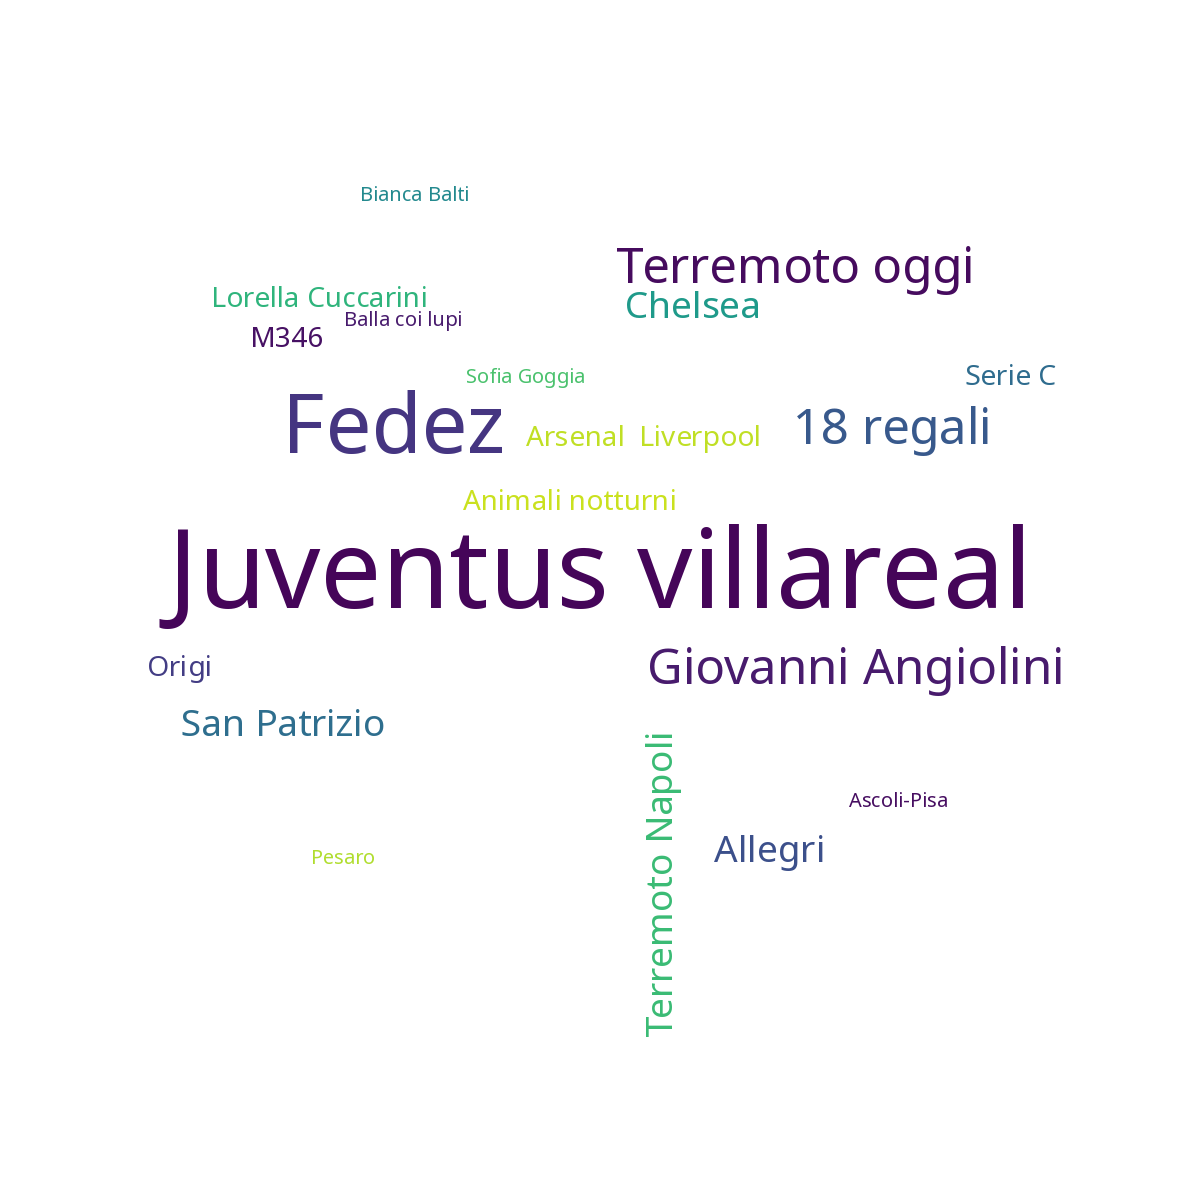 Bianca Balti
Terremoto oggi
Lorella Cuccarini
Chelsea
Balla coi lupi
M346
Sofia Goggia
Serie C
Fedez
18 regali
Arsenal  Liverpool
Animali notturni
Juventus villareal
Origi
Giovanni Angiolini
San Patrizio
Terremoto Napoli
Ascoli-Pisa
Allegri
Pesaro